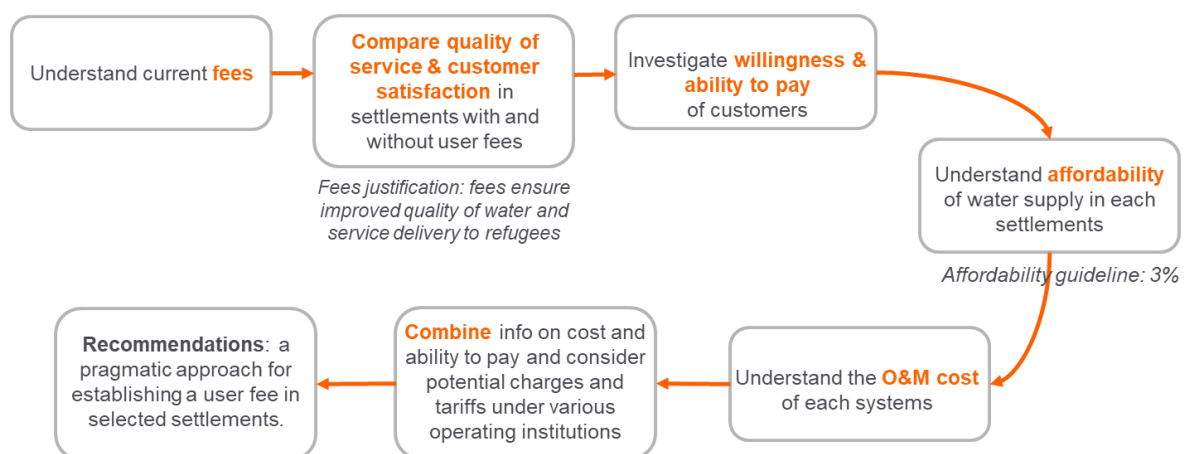 Understand current fees
Compare quality of
service & customer
satisfaction in
settlements with and
without user fees
Fees justification: fees ensure
improved quality of water and
service delivery to refugees
Investigate willingness &
ability to pay
of customers
Understand affordability
of water supply in each
settlements
Affordability guideline: 3%
Understand the O&M cost
of each systems
Combine info on cost and
ability to pay and consider
potential charges and
tariffs under various
operating institutions
Recommendations: a
pragmatic approach for
establishing a user fee in
selected settlements.